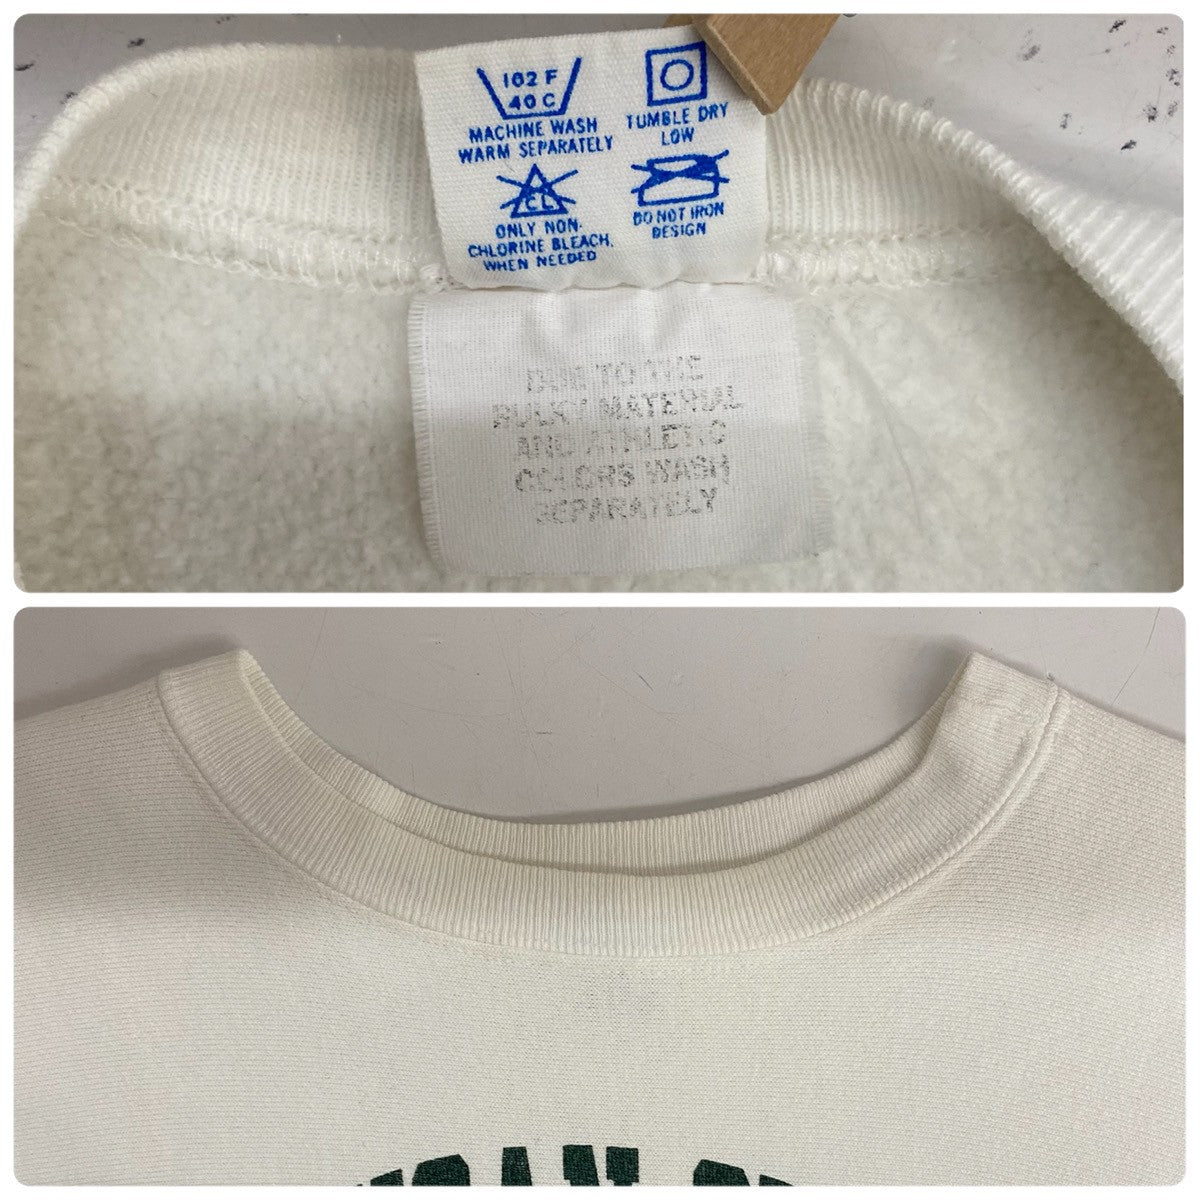 102 F
40 C
MACHINE WASH
WARM SEPARATELY
TUMBLE DRY
LOW
CL
ONLY NON-
CHLORINE BLEACH,
WHEN NEEDED
DO NOT IRON
DESIGN
DUE TO THE
BULKY MATERIAL
AND ATHLETIC
COLORS WASH
SEPARATELY